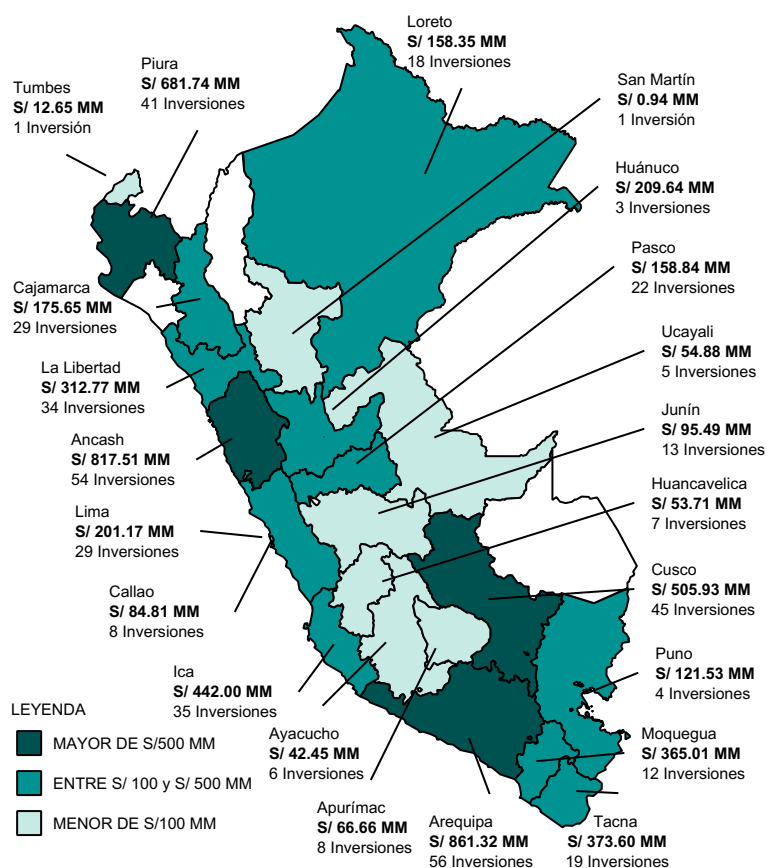 Loreto
S/ 158.35 MM
18 Inversiones
Piura
S/ 681.74 MM
41 Inversiones
Tumbes
S/ 12.65 MM
1 Inversión
San Martín
S/ 0.94 MM
1 Inversión
Huánuco
S/ 209.64 MM
3 Inversiones
Pasco
S/ 158.84 MM
22 Inversiones
Cajamarca
S/ 175.65 MM
29 Inversiones
Ucayali
S/ 54.88 MM
5 Inversiones
La Libertad
S/ 312.77 MM
34 Inversiones
Junín
S/ 95.49 MM
13 Inversiones
Ancash
S/ 817.51 MM
54 Inversiones
Huancavelica
S/ 53.71 MM
7 Inversiones
Lima
S/ 201.17 MM
29 Inversiones
Cusco
S/ 505.93 MM
45 Inversiones
Callao
S/ 84.81 MM
8 Inversiones
Puno
S/ 121.53 MM
4 Inversiones
Ica
S/ 442.00 MM
35 Inversiones
Ayacucho
S/ 42.45 MM
6 Inversiones
Moquegua
S/ 365.01 MM
12 Inversiones
Apurímac
S/ 66.66 MM
8 Inversiones
Arequipa
S/ 861.32 MM
56 Inversiones
Tacna
S/ 373.60 MM
19 Inversiones
LEYENDA
MAYOR DE S/500 MM
ENTRE S/ 100 y S/ 500 MM
MENOR DE S/100 MM